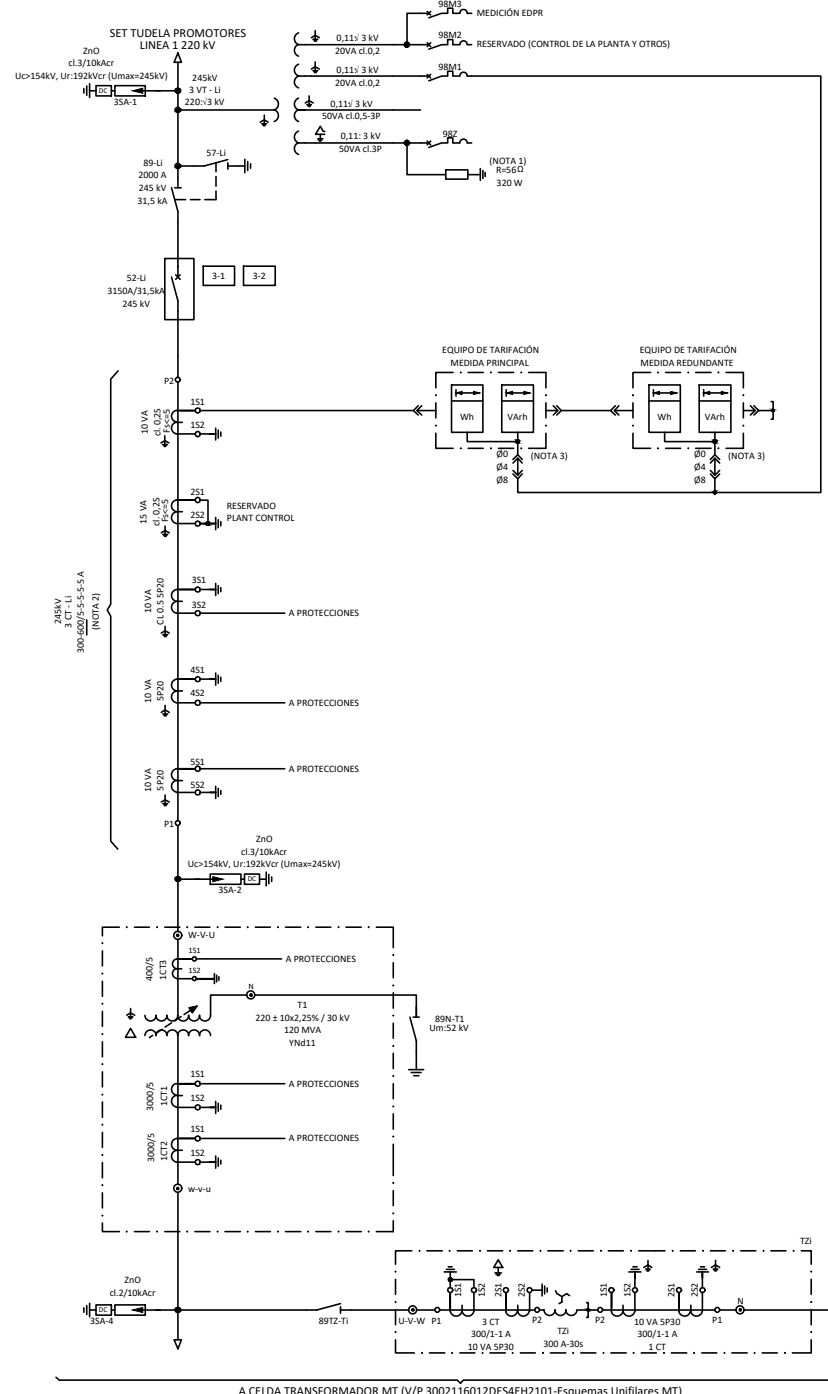 SET TUDELA PROMOTORES
LINEA 1 220 kV
ZnO
cl.3/10kAcr
Uc>154kV, Ur:192kVcr (Umax=245kV)
DC
3SA-1
245kV
3 VT - Li
220:√3 kV
98M3
MEDICIÓN EDPR
0,11:√ 3 kV
20VA cl.0,2
98M2
RESERVADO (CONTROL DE LA PLANTA Y OTROS)
0,11:√ 3 kV
20VA cl.0,2
98M1
0,11:√ 3 kV
50VA cl.0,5-3P
0,11: 3 kV
50VA cl.3P
98Z
(NOTA 1)
R=56Ω
320 W
57-Li
89-Li
2000 A
245 kV
31,5 kA
52-Li
3150A/31,5kA
245 kV
3-1
3-2
EQUIPO DE TARIFACIÓN
MEDIDA PRINCIPAL
Wh
VArh
(NOTA 3)
Ø0
Ø4
Ø8
EQUIPO DE TARIFACIÓN
MEDIDA REDUNDANTE
Wh
VArh
(NOTA 3)
Ø0
Ø4
Ø8
245kV
3 CT - Li
300-600/5-5-5-5-5 A
(NOTA 2)
P2
10 VA
cl. 0,2S
Fs<=5
1S1
1S2
15 VA
cl. 0,2S
Fs<=5
2S1
2S2
RESERVADO
PLANT CONTROL
10 VA
CL 0.5 5P20
3S1
3S2
A PROTECCIONES
10 VA
5P20
4S1
4S2
A PROTECCIONES
10 VA
5P20
5S1
5S2
A PROTECCIONES
P1
ZnO
cl.3/10kAcr
Uc>154kV, Ur:192kVcr (Umax=245kV)
DC
3SA-2
W-V-U
400/5
1CT3
1S1
1S2
A PROTECCIONES
N
T1
220 ± 10x2,25% / 30 kV
120 MVA
YNd11
89N-T1
Um:52 kV
3000/5
1CT1
1S1
1S2
A PROTECCIONES
3000/5
1CT2
1S1
1S2
A PROTECCIONES
w-v-u
ZnO
cl.2/10kAcr
DC
3SA-4
89TZ-Ti
TZi
U-V-W
P1
1S1
1S2
2S1
2S2
3 CT
300/1-1 A
10 VA 5P30
P2
TZi
300 A-30s
P2
1S1
1S2
2S1
2S2
10 VA 5P30
300/1-1 A
1 CT
P1
N
A CELDA TRANSFORMADOR MT (V/P 3002116012DES4EH2101-Esquemas Unifilares MT)